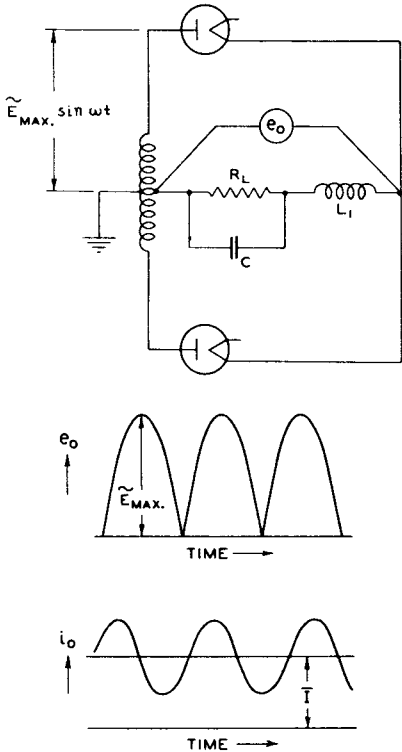 Ẽ MAX. sin ωt
e₀
R_L
L₁
C
e₀
Ẽ MAX.
TIME
i₀
Ī
TIME